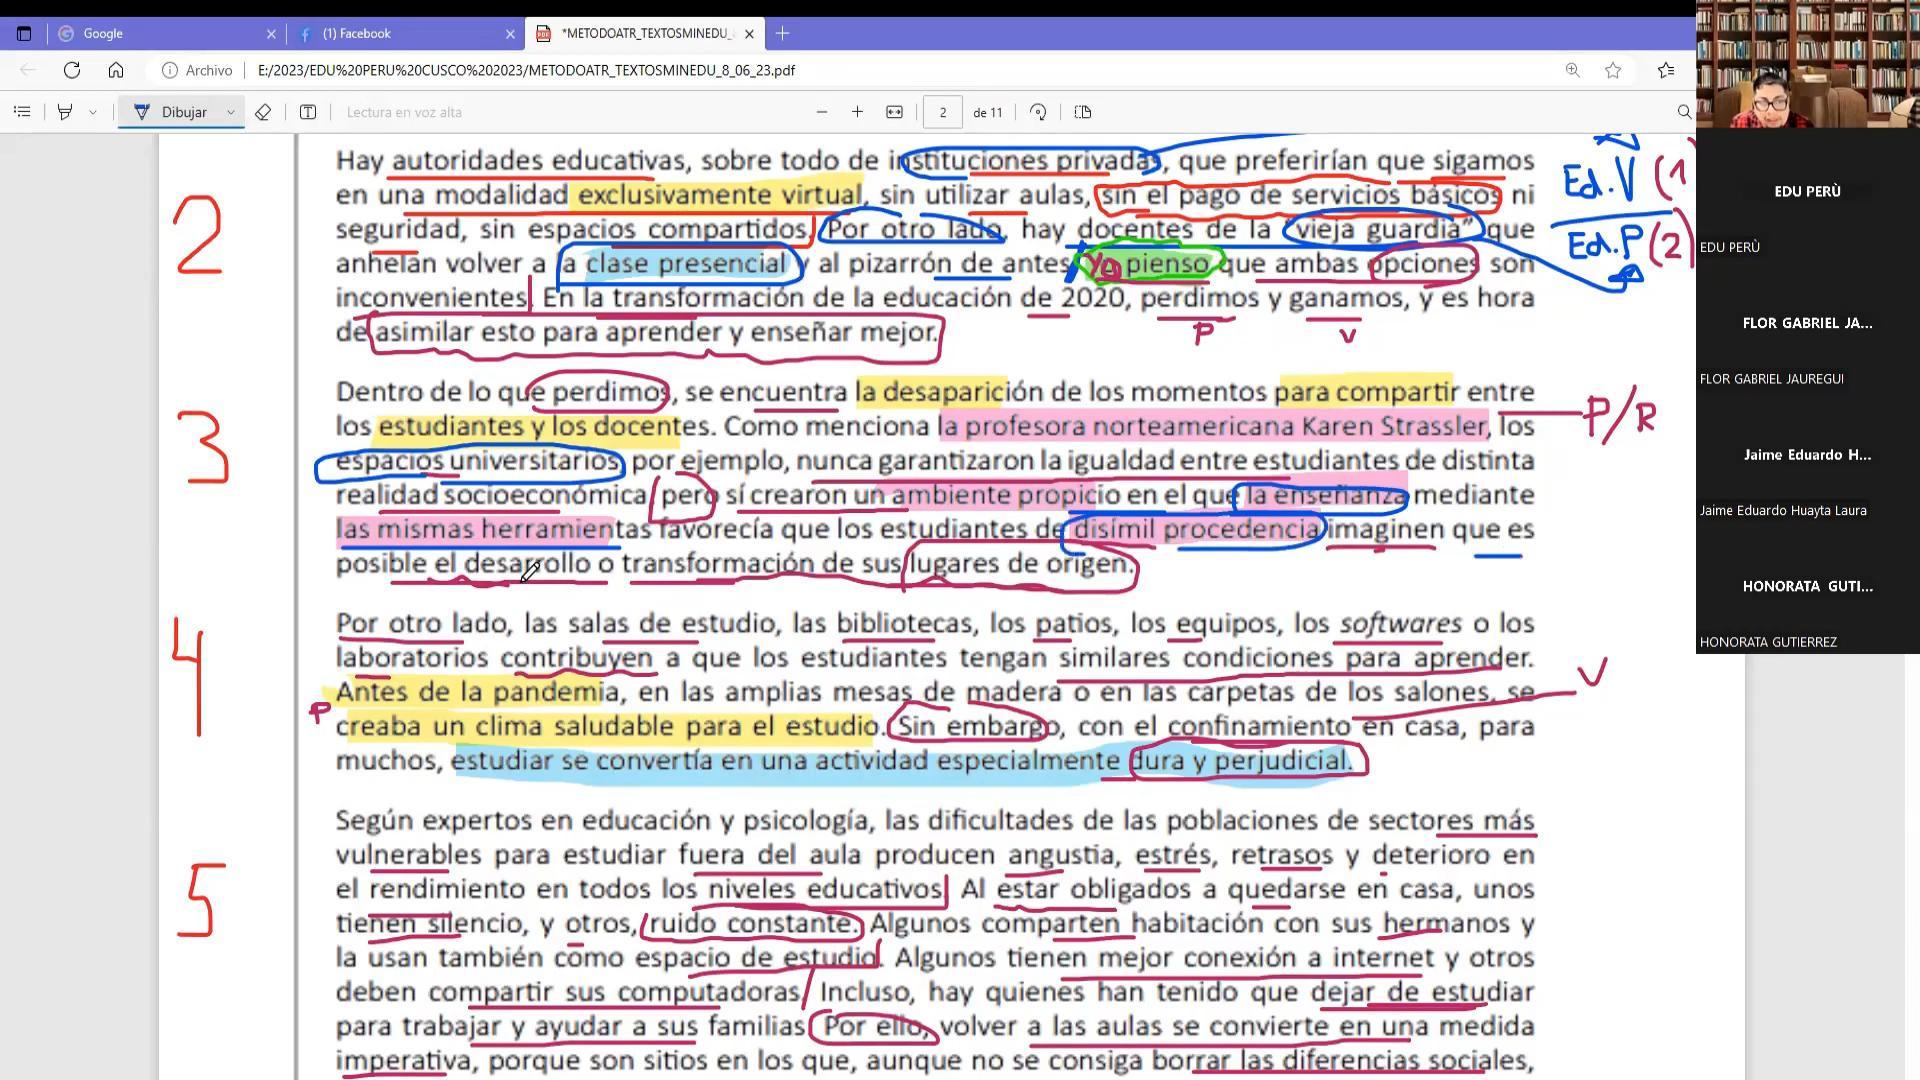 Google
(1) Facebook
*METODOATR_TEXTOSMINEDU_
Archivo
E:/2023/EDU%20PERU%20CUSCO%202023/METODOATR_TEXTOSMINEDU_8_06_23.pdf
Dibujar
Lectura en voz alta
2
de 11
Hay autoridades educativas, sobre todo de instituciones privadas, que preferirían que sigamos
en una modalidad exclusivamente virtual, sin utilizar aulas, sin el pago de servicios básicos ni
seguridad, sin espacios compartidos. Por otro lado, hay docentes de la “vieja guardia” que
anhelan volver a la clase presencial y al pizarrón de antes. Yo pienso que ambas opciones son
inconvenientes. En la transformación de la educación de 2020, perdimos y ganamos, y es hora
de asimilar esto para aprender y enseñar mejor.
P
V
2
Ed.V (1
Ed.P (2)
Dentro de lo que perdimos, se encuentra la desaparición de los momentos para compartir entre
los estudiantes y los docentes. Como menciona la profesora norteamericana Karen Strassler, los
espacios universitarios, por ejemplo, nunca garantizaron la igualdad entre estudiantes de distinta
realidad socioeconómica, pero sí crearon un ambiente propicio en el que la enseñanza mediante
las mismas herramientas favorecía que los estudiantes de disímil procedencia imaginen que es
posible el desarrollo o transformación de sus lugares de origen.
3
P/R
Por otro lado, las salas de estudio, las bibliotecas, los patios, los equipos, los softwares o los
laboratorios contribuyen a que los estudiantes tengan similares condiciones para aprender.
Antes de la pandemia, en las amplias mesas de madera o en las carpetas de los salones, se
creaba un clima saludable para el estudio. Sin embargo, con el confinamiento en casa, para
muchos, estudiar se convertía en una actividad especialmente dura y perjudicial.
4
P
V
Según expertos en educación y psicología, las dificultades de las poblaciones de sectores más
vulnerables para estudiar fuera del aula producen angustia, estrés, retrasos y deterioro en
el rendimiento en todos los niveles educativos. Al estar obligados a quedarse en casa, unos
tienen silencio, y otros, ruido constante. Algunos comparten habitación con sus hermanos y
la usan también como espacio de estudio. Algunos tienen mejor conexión a internet y otros
deben compartir sus computadoras. Incluso, hay quienes han tenido que dejar de estudiar
para trabajar y ayudar a sus familias. Por ello, volver a las aulas se convierte en una medida
imperativa, porque son sitios en los que, aunque no se consiga borrar las diferencias sociales,
5
EDU PERÙ
EDU PERÙ
FLOR GABRIEL JA...
FLOR GABRIEL JAUREGUI
Jaime Eduardo H...
Jaime Eduardo Huayta Laura
HONORATA GUTI...
HONORATA GUTIERREZ